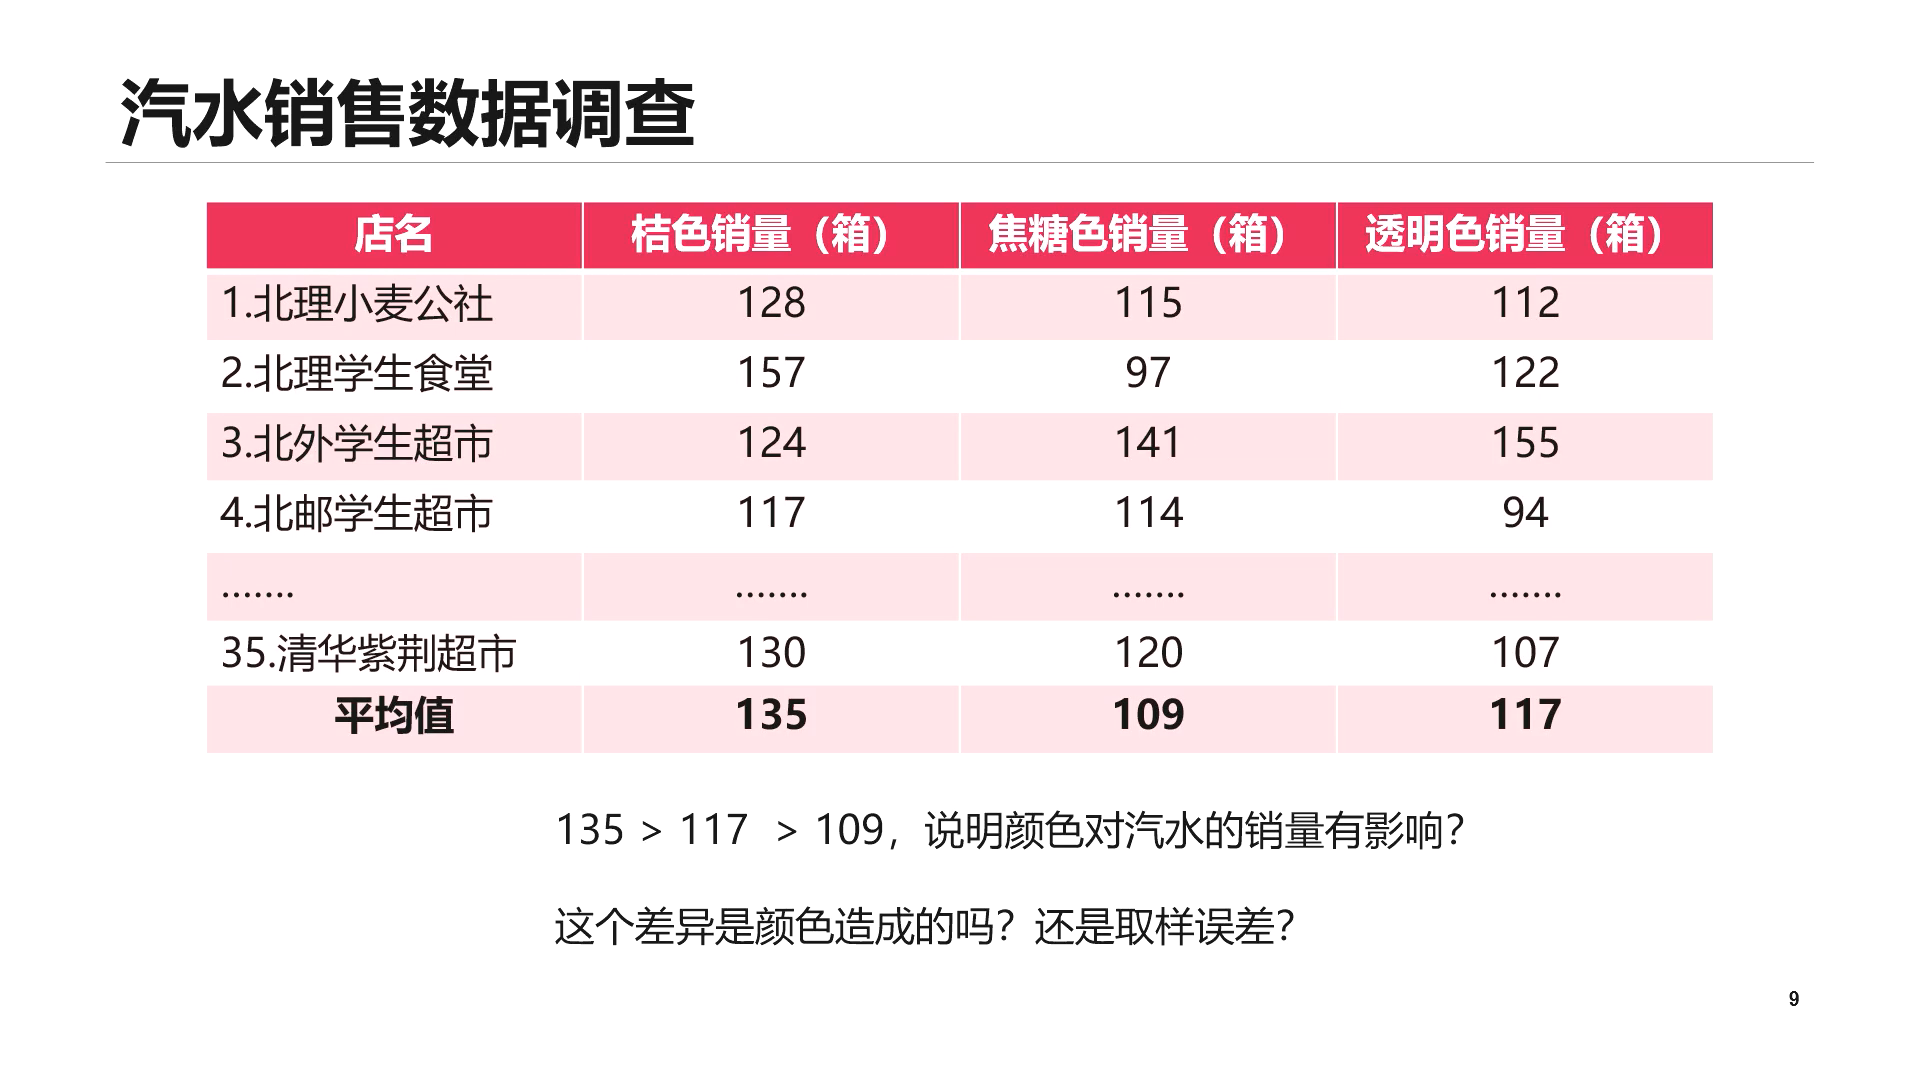 汽水销售数据调查
店名 桔色销量（箱） 焦糖色销量（箱） 透明色销量（箱）
1.北理小麦公社 128 115 112
2.北理学生食堂 157 97 122
3.北外学生超市 124 141 155
4.北邮学生超市 117 114 94
....... ....... ....... .......
35.清华紫荆超市 130 120 107
平均值 135 109 117
135 > 117 > 109，说明颜色对汽水的销量有影响？
这个差异是颜色造成的吗？还是取样误差？
9